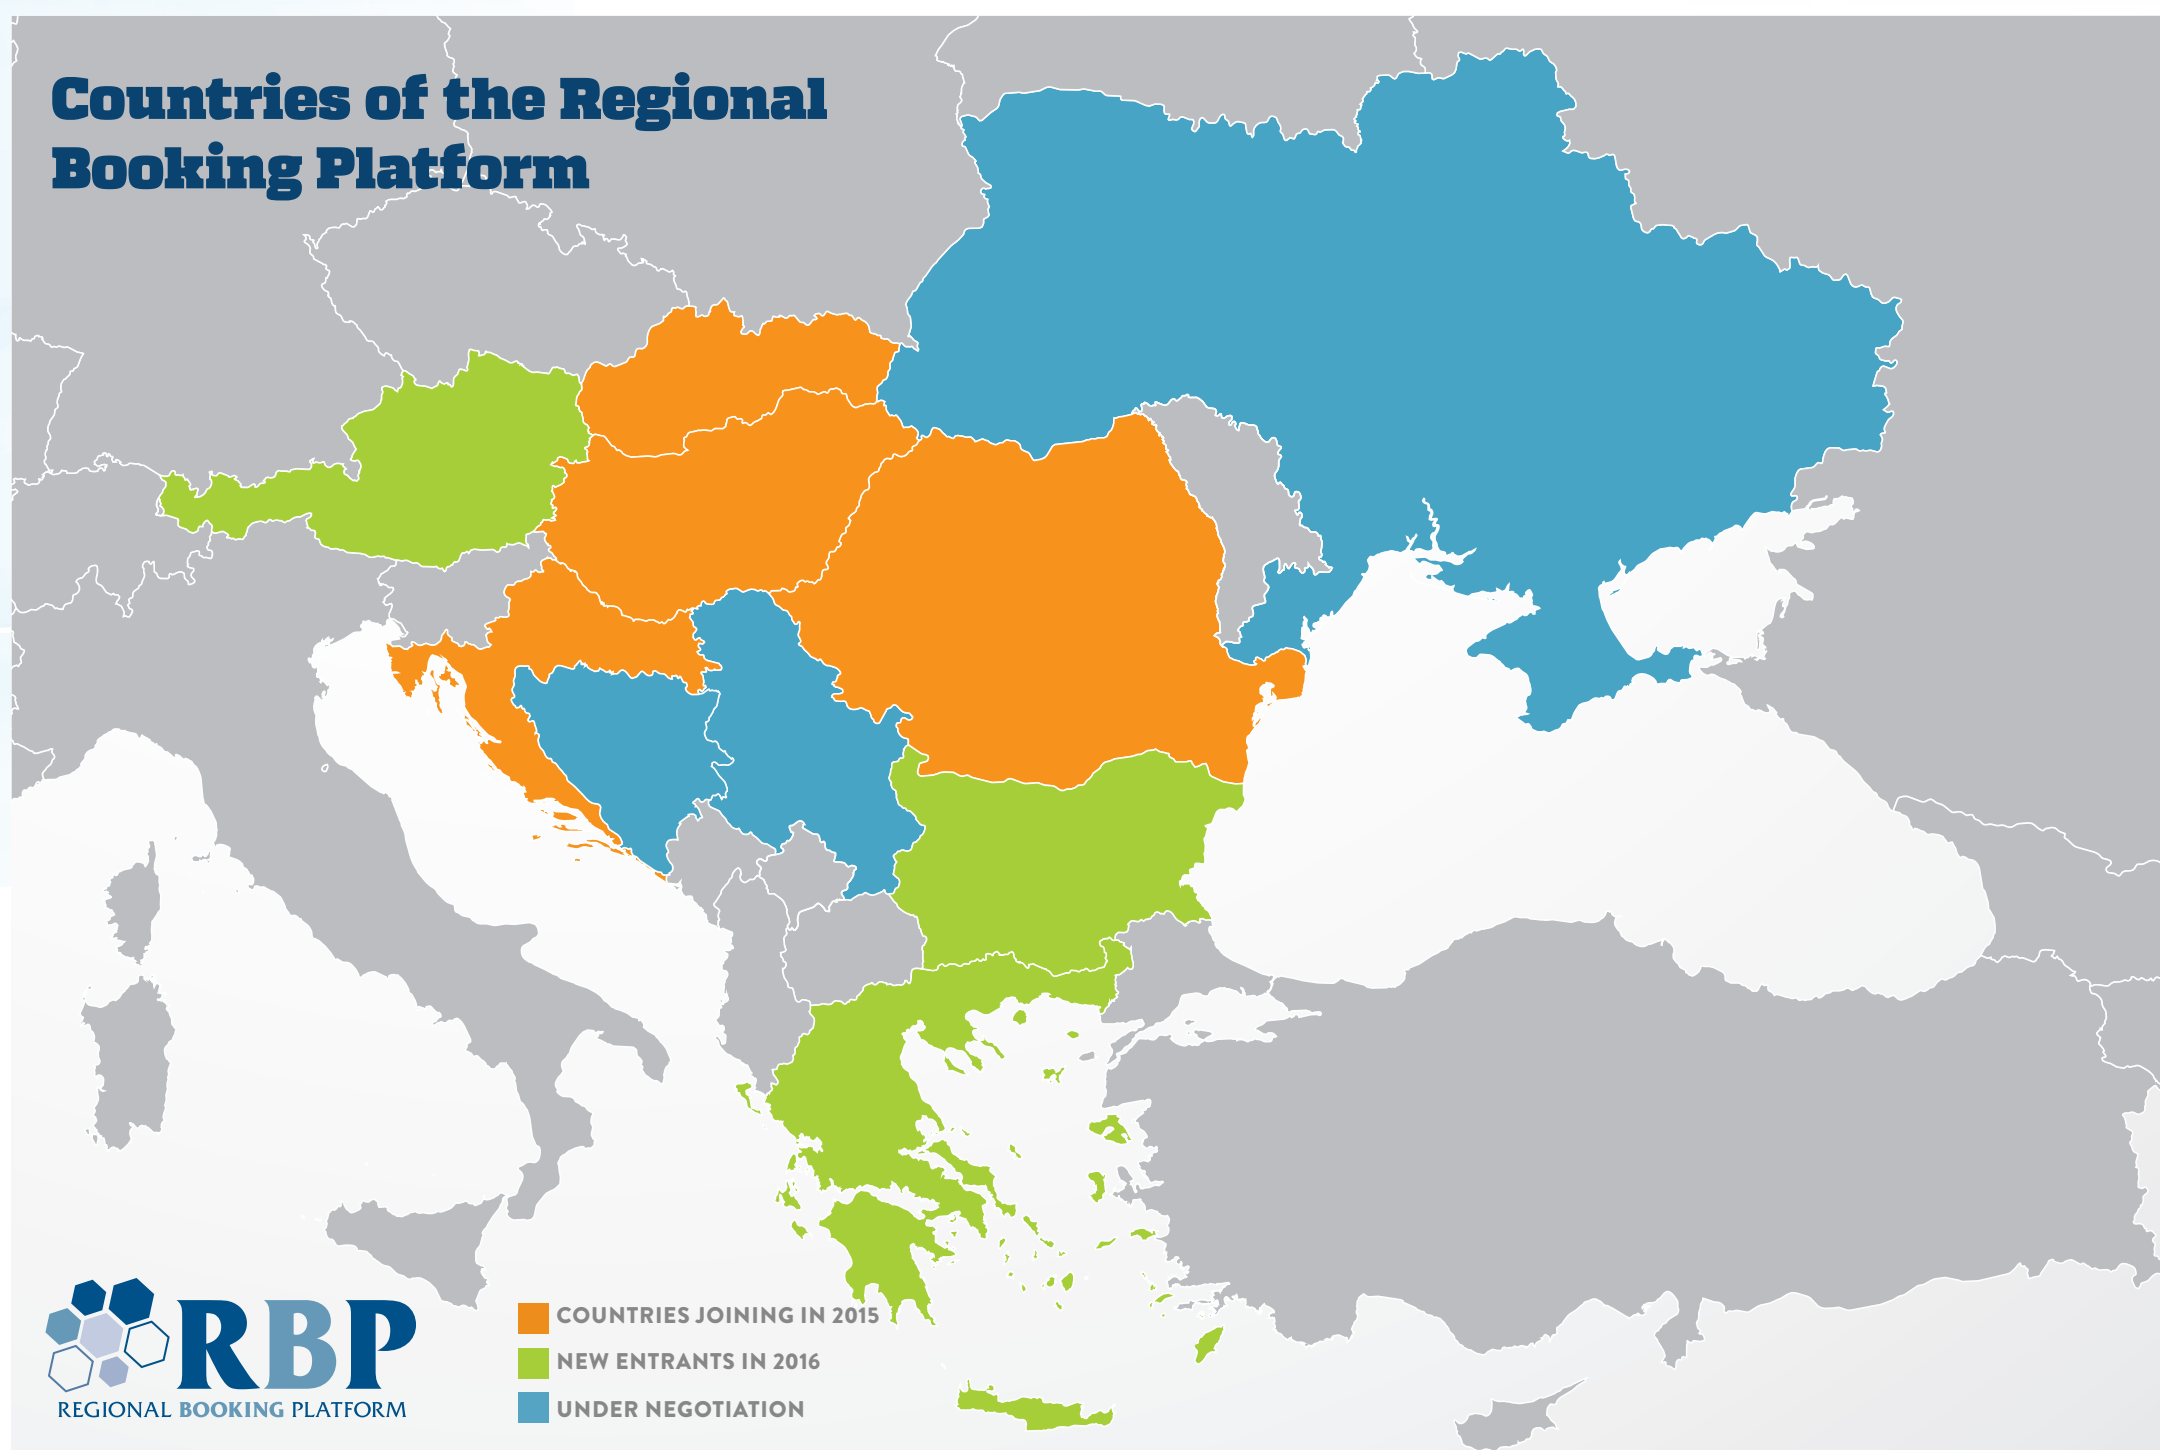 Countries of the Regional
Booking Platform
RBP
REGIONAL BOOKING PLATFORM
COUNTRIES JOINING IN 2015
NEW ENTRANTS IN 2016
UNDER NEGOTIATION